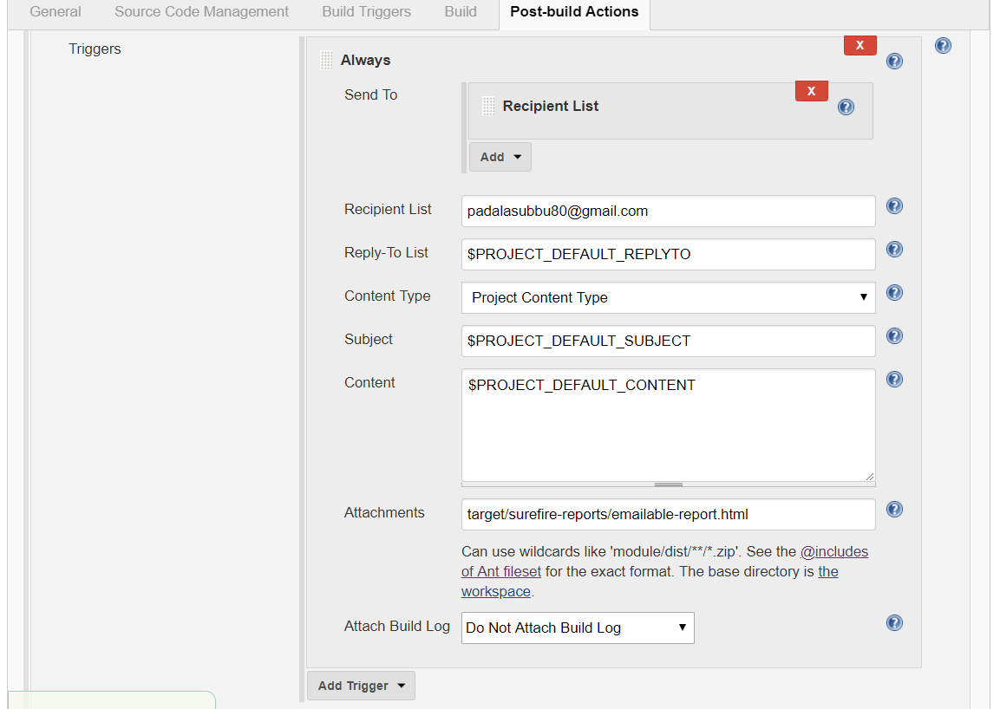 General Source Code Management Build Triggers Build Post-build Actions
Triggers
X
?
?
Always
Send To
X
Recipient List
?
Add
Recipient List padalasubbu80@gmail.com ?
Reply-To List $PROJECT_DEFAULT_REPLYTO ?
Content Type Project Content Type ?
Subject $PROJECT_DEFAULT_SUBJECT ?
Content $PROJECT_DEFAULT_CONTENT ?
Attachments target/surefire-reports/emailable-report.html ?
Can use wildcards like 'module/dist/**/*.zip'. See the @includes
of Ant fileset for the exact format. The base directory is the
workspace.
Attach Build Log Do Not Attach Build Log ?
Add Trigger